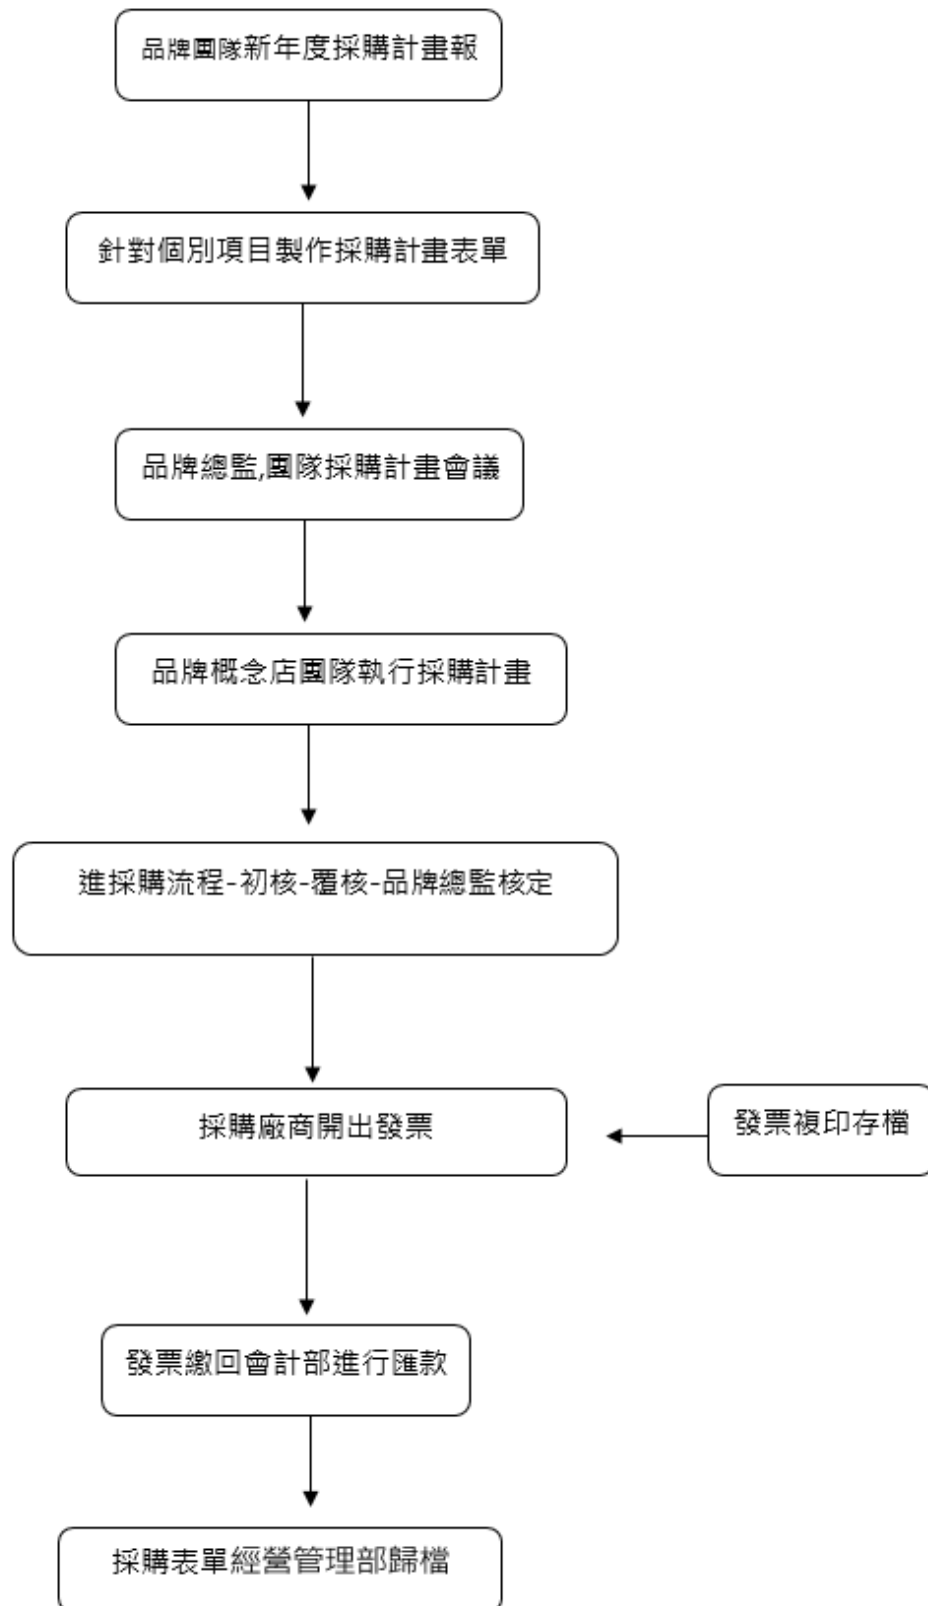 品牌團隊新年度採購計畫報
針對個別項目製作採購計畫表單
品牌總監,團隊採購計畫會議
品牌概念店團隊執行採購計畫
進採購流程-初核-覆核-品牌總監核定
採購廠商開出發票
發票複印存檔
發票繳回會計部進行匯款
採購表單經營管理部歸檔